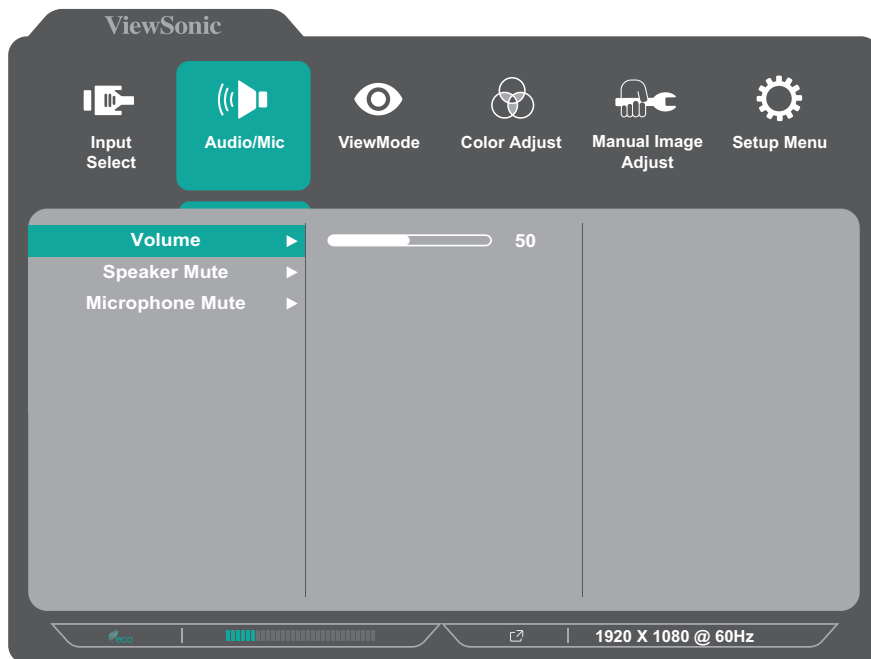 ViewSonic
Input
Select
Audio/Mic
ViewMode
Color Adjust
Manual Image
Adjust
Setup Menu
Volume
50
Speaker Mute
Microphone Mute
eco
1920 X 1080 @ 60Hz